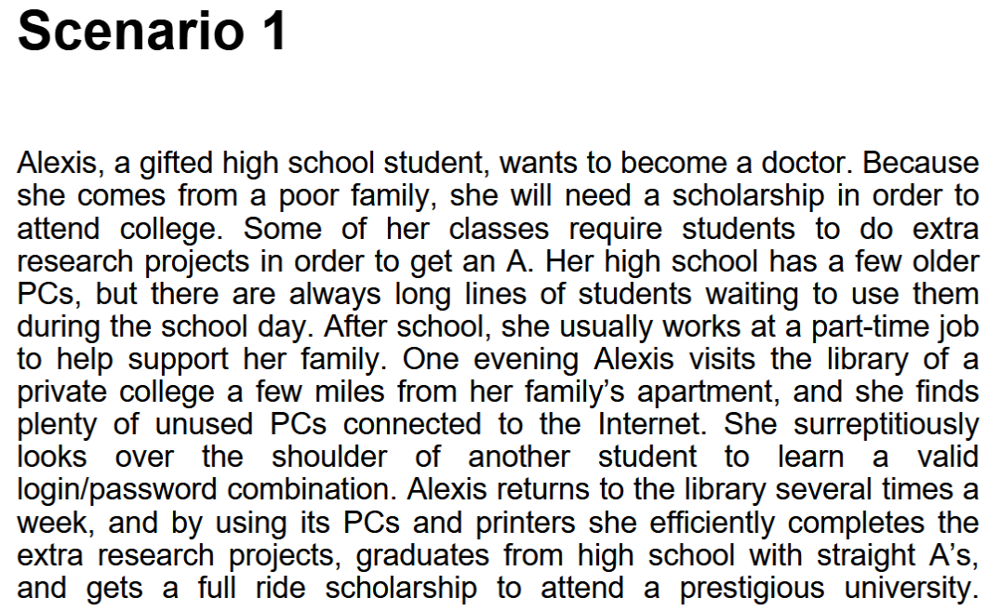 Scenario 1
Alexis, a gifted high school student, wants to become a doctor. Because
she comes from a poor family, she will need a scholarship in order to
attend college. Some of her classes require students to do extra
research projects in order to get an A. Her high school has a few older
PCs, but there are always long lines of students waiting to use them
during the school day. After school, she usually works at a part-time job
to help support her family. One evening Alexis visits the library of a
private college a few miles from her family’s apartment, and she finds
plenty of unused PCs connected to the Internet. She surreptitiously
looks over the shoulder of another student to learn a valid
login/password combination. Alexis returns to the library several times a
week, and by using its PCs and printers she efficiently completes the
extra research projects, graduates from high school with straight A’s,
and gets a full ride scholarship to attend a prestigious university.